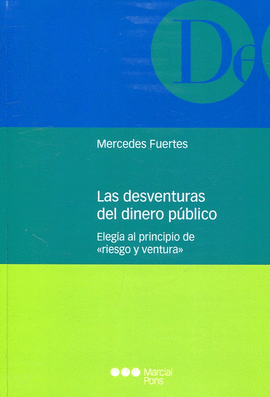 De
Mercedes Fuertes
Las desventuras
del dinero público
Elegía al principio de
«riesgo y ventura»
Marcial
Pons